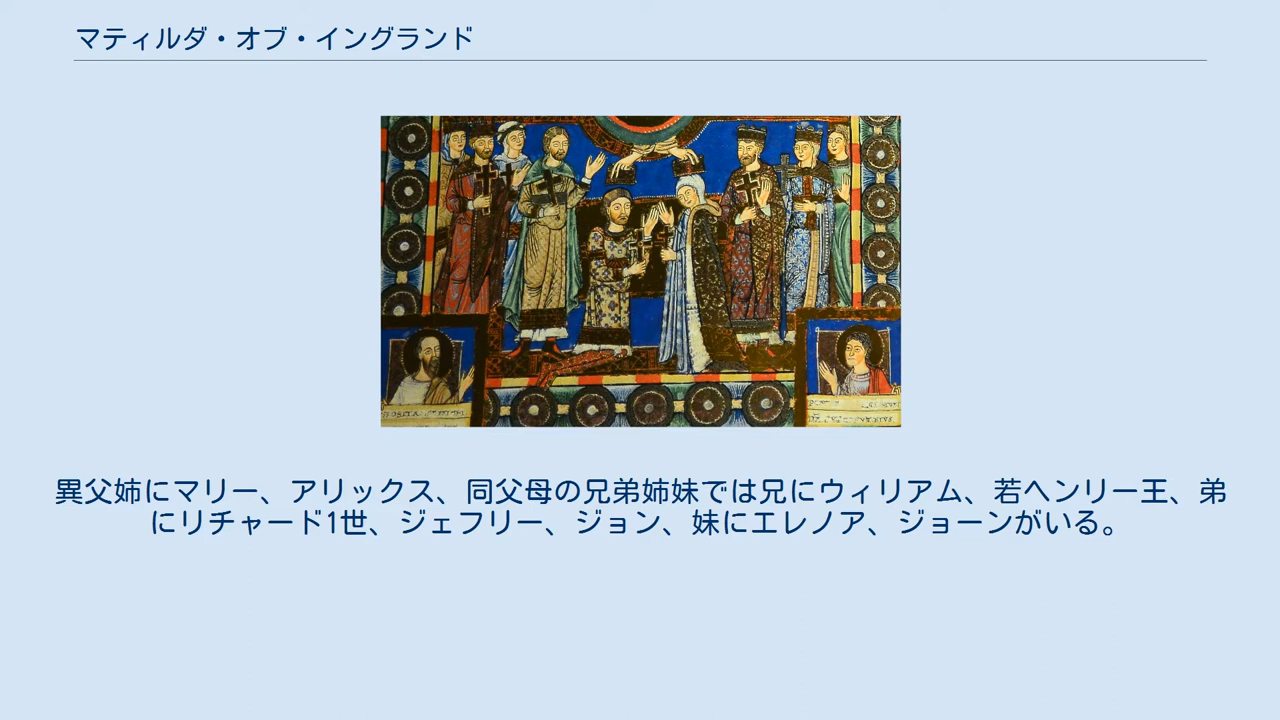 マティルダ・オブ・イングランド
異父姉にマリー、アリックス、同父母の兄弟姉妹では兄にウィリアム、若ヘンリー王、弟
にリチャード1世、ジェフリー、ジョン、妹にエレノア、ジョーンがいる。